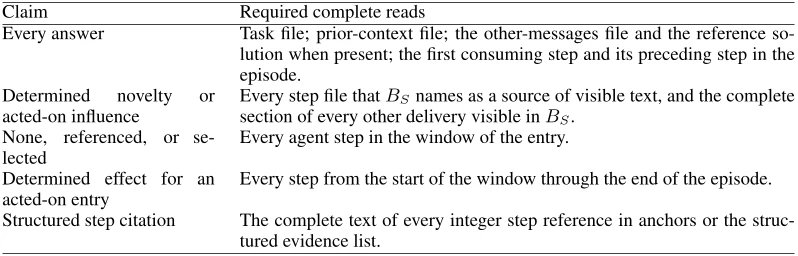 Claim Required complete reads
Every answer Task file; prior-context file; the other-messages file and the reference so-
lution when present; the first consuming step and its preceding step in the
episode.
Determined novelty or Every step file that B_S names as a source of visible text, and the complete
acted-on influence section of every other delivery visible in B_S.
None, referenced, or se- Every agent step in the window of the entry.
lected
Determined effect for an Every step from the start of the window through the end of the episode.
acted-on entry
Structured step citation The complete text of every integer step reference in anchors or the struc-
tured evidence list.